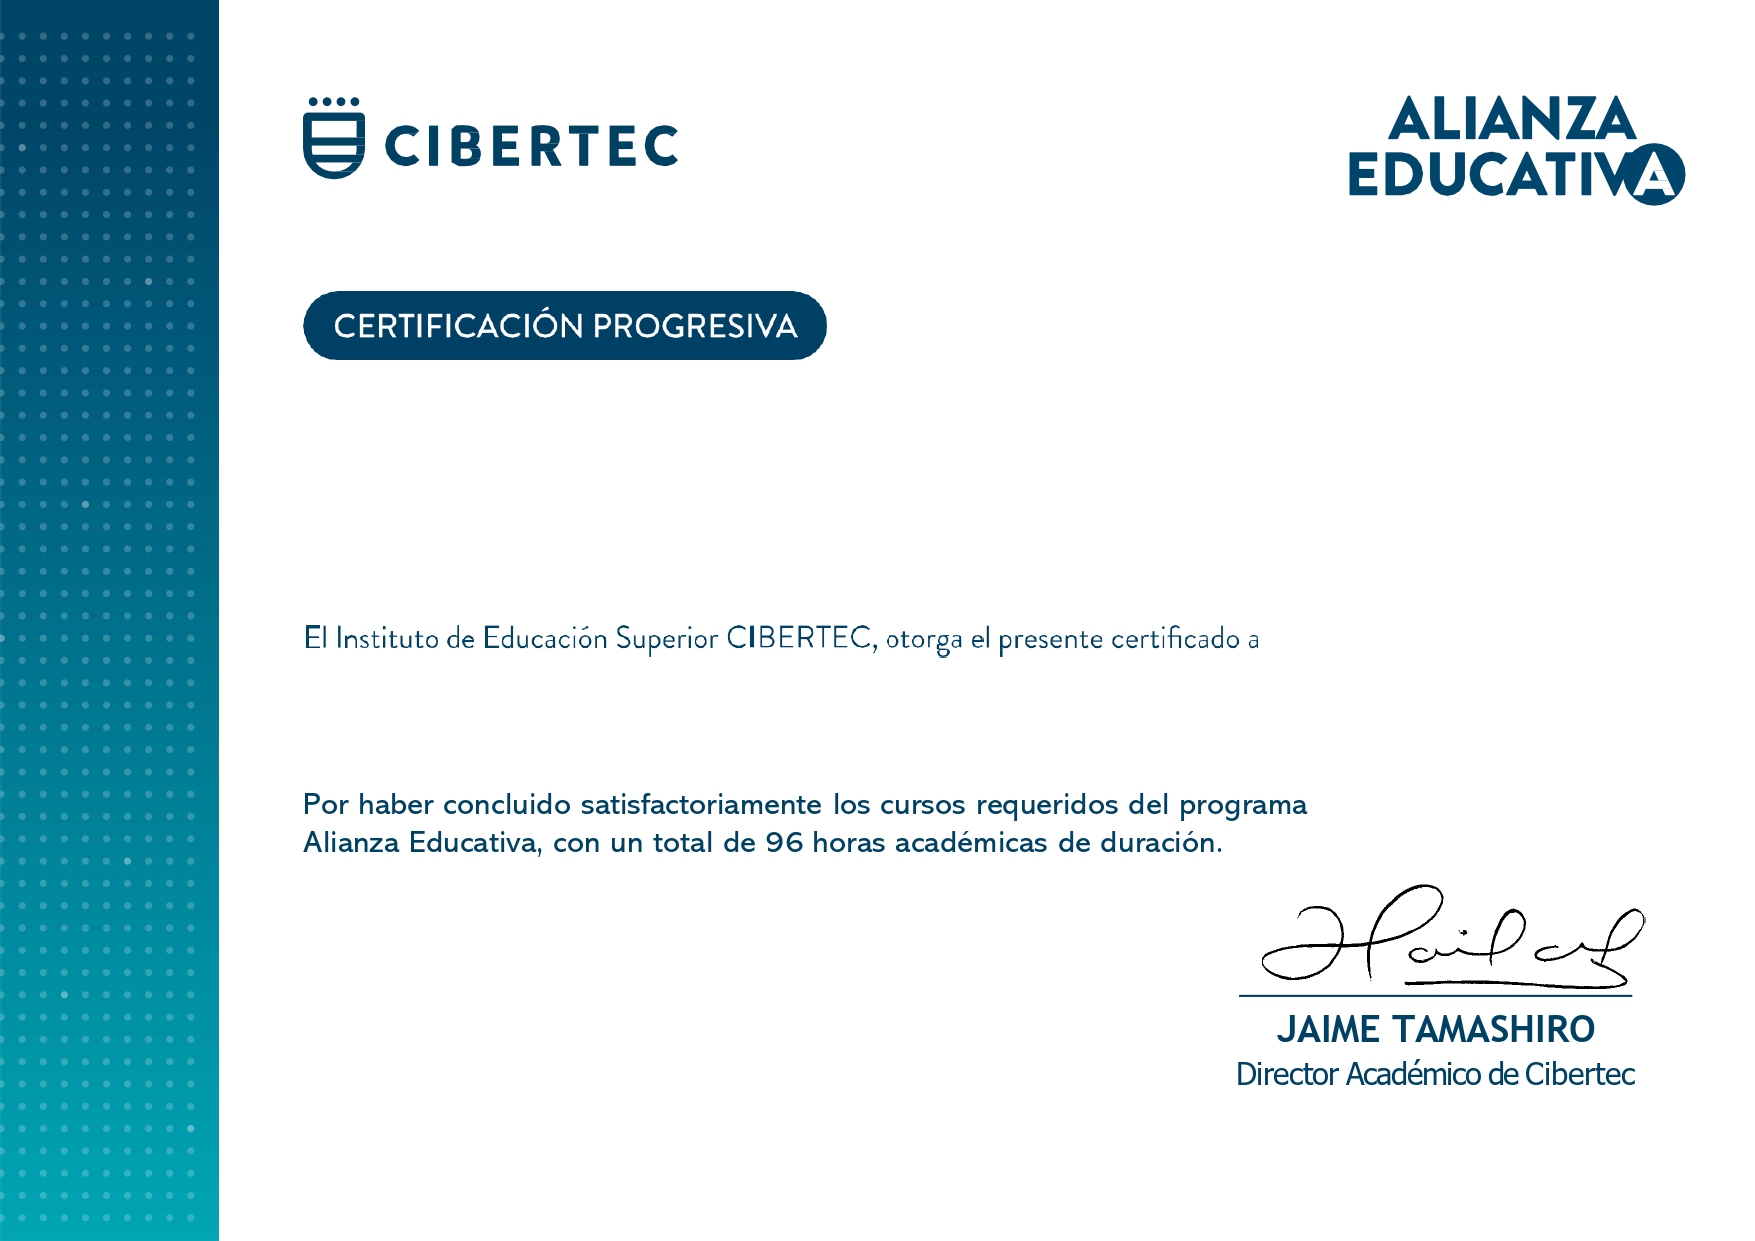 CIBERTEC
ALIANZA
EDUCATIVA
CERTIFICACIÓN PROGRESIVA
El Instituto de Educación Superior CIBERTEC, otorga el presente certificado a
Por haber concluido satisfactoriamente los cursos requeridos del programa
Alianza Educativa, con un total de 96 horas académicas de duración.
JAIME TAMASHIRO
Director Académico de Cibertec